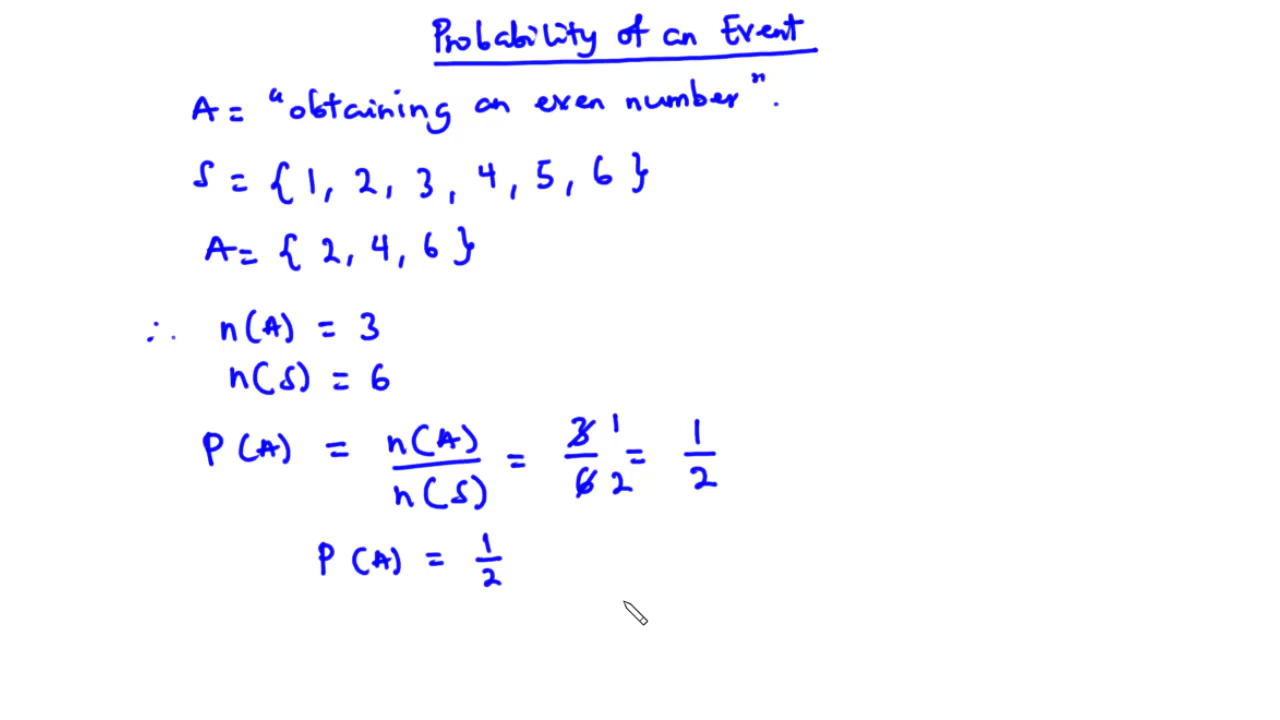 Probability of an Event
A = "obtaining an even number".
S = { 1, 2, 3, 4, 5, 6 }
A = { 2, 4, 6 }
∴ n(A) = 3
n(S) = 6
P(A) = n(A)/n(S) = 3/6 1/2 = 1/2
P(A) = 1/2